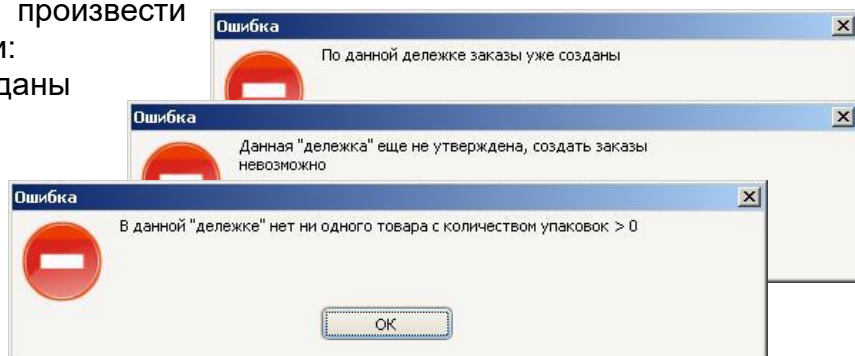 произвести
и:
даны
Ошибка
По данной дележке заказы уже созданы
Ошибка
Данная "дележка" еще не утверждена, создать заказы
невозможно
Ошибка
В данной "дележке" нет ни одного товара с количеством упаковок > 0
OK